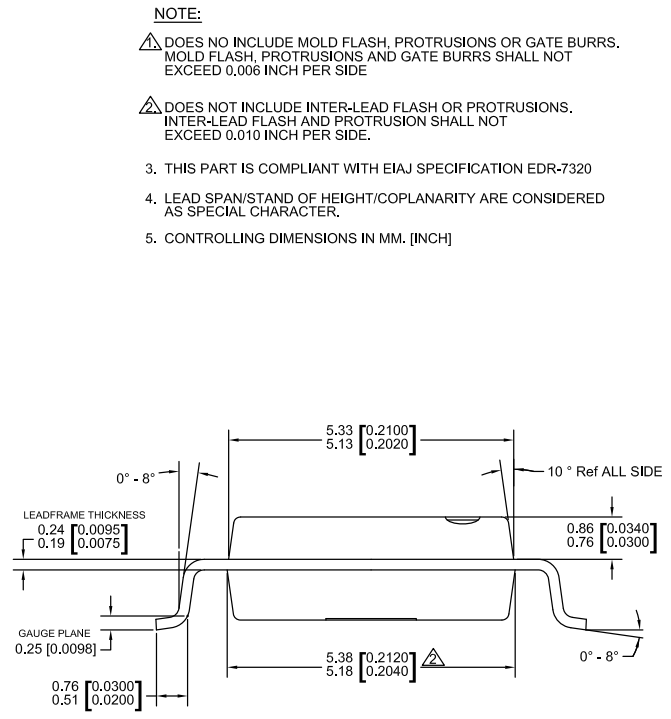 NOTE:
1. DOES NO INCLUDE MOLD FLASH, PROTRUSIONS OR GATE BURRS.
MOLD FLASH, PROTRUSIONS AND GATE BURRS SHALL NOT
EXCEED 0.006 INCH PER SIDE
2. DOES NOT INCLUDE INTER-LEAD FLASH OR PROTRUSIONS.
INTER-LEAD FLASH AND PROTRUSION SHALL NOT
EXCEED 0.010 INCH PER SIDE.
3. THIS PART IS COMPLIANT WITH EIAJ SPECIFICATION EDR-7320
4. LEAD SPAN/STAND OF HEIGHT/COPLANARITY ARE CONSIDERED
AS SPECIAL CHARACTER.
5. CONTROLLING DIMENSIONS IN MM. [INCH]
5.33 [0.2100]
5.13 [0.2020]
0° - 8°
10 ° Ref ALL SIDE
LEADFRAME THICKNESS
0.24 [0.0095]
0.19 [0.0075]
0.86 [0.0340]
0.76 [0.0300]
GAUGE PLANE
0.25 [0.0098]
5.38 [0.2120]
5.18 [0.2040]
2.
0° - 8°
0.76 [0.0300]
0.51 [0.0200]